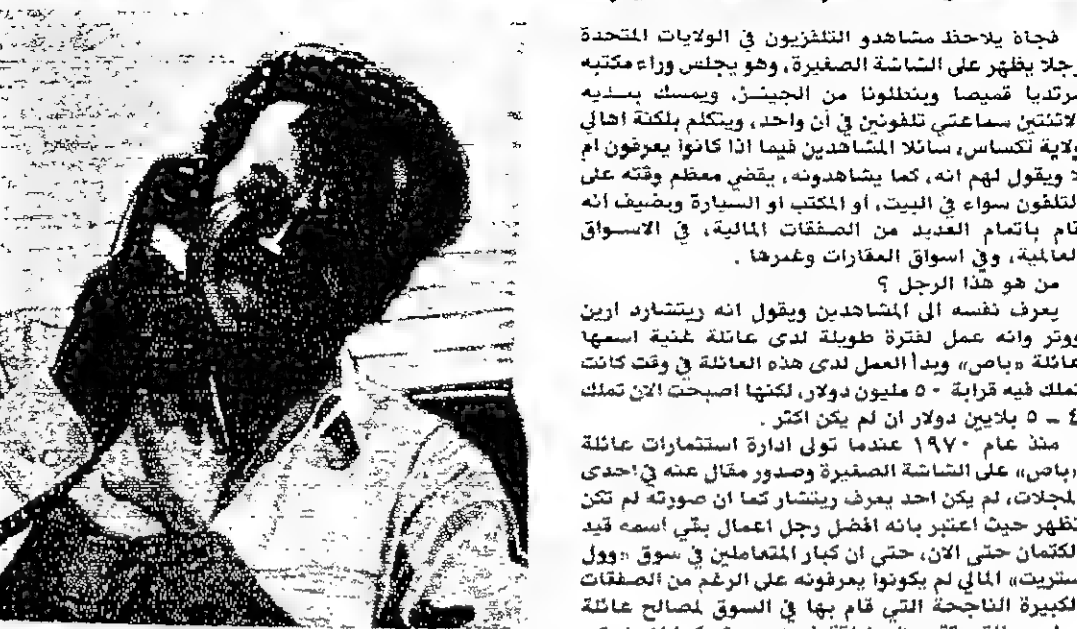 فجاة يلاحظ مشاهدو التلفزيون في الولايات المتحدة
رجلا يظهر على الشاشة الصغيرة، وهو يجلس وراء مكتبه
مرتديا قميصا وبنطلونا من الجينـز، ويمسك بيـديه
الاثنتين سماعتي تلفونين في آن واحد، ويتكلم بلكنة اهالي
ولاية تكساس، سائلا المشاهدين فيما اذا كانوا يعرفون ام
لا ويقول لهم انه، كما يشاهدونه، يقضي معظم وقته على
التلفون سواء في البيت، أو المكتب او السيارة ويضيف أنه
قام باتمام العديد من الصفقات المالية، في الاسـواق
العالمية، وفي اسواق العقارات وغيرها .
من هو هذا الرجل ؟
يعرف نفسه الى المشاهدين ويقول انه ريتشارد ارين
ووتر وانه عمل لفترة طويلة لدى عائلة غنية اسمها
عائلة «باص» وبدأ العمل لدى هذه العائلة في وقت كانت
تملك فيه قرابة ٥٠ مليون دولار، لكنها اصبحت الان تملك
٤ ــ ٥ بلايين دولار ان لم يكن اكثر .
منذ عام ١٩٧٠ عندما تولى ادارة استثمارات عائلة
«باص» على الشاشة الصغيرة وصدور مقال عنه في احدى
المجلات، لم يكن احد يعرف ريتشار كما ان صورته لم تكن
تظهر حيث اعتبر بانه افضل رجل اعمال بقي اسمه قيد
الكتمان حتى الان، حتى ان كبار المتعاملين في سوق «وول
ستريت» المالي لم يكونوا يعرفونه على الرغم من الصفقات
الكبيرة الناجحة التي قام بها في السوق لمصالح عائلة